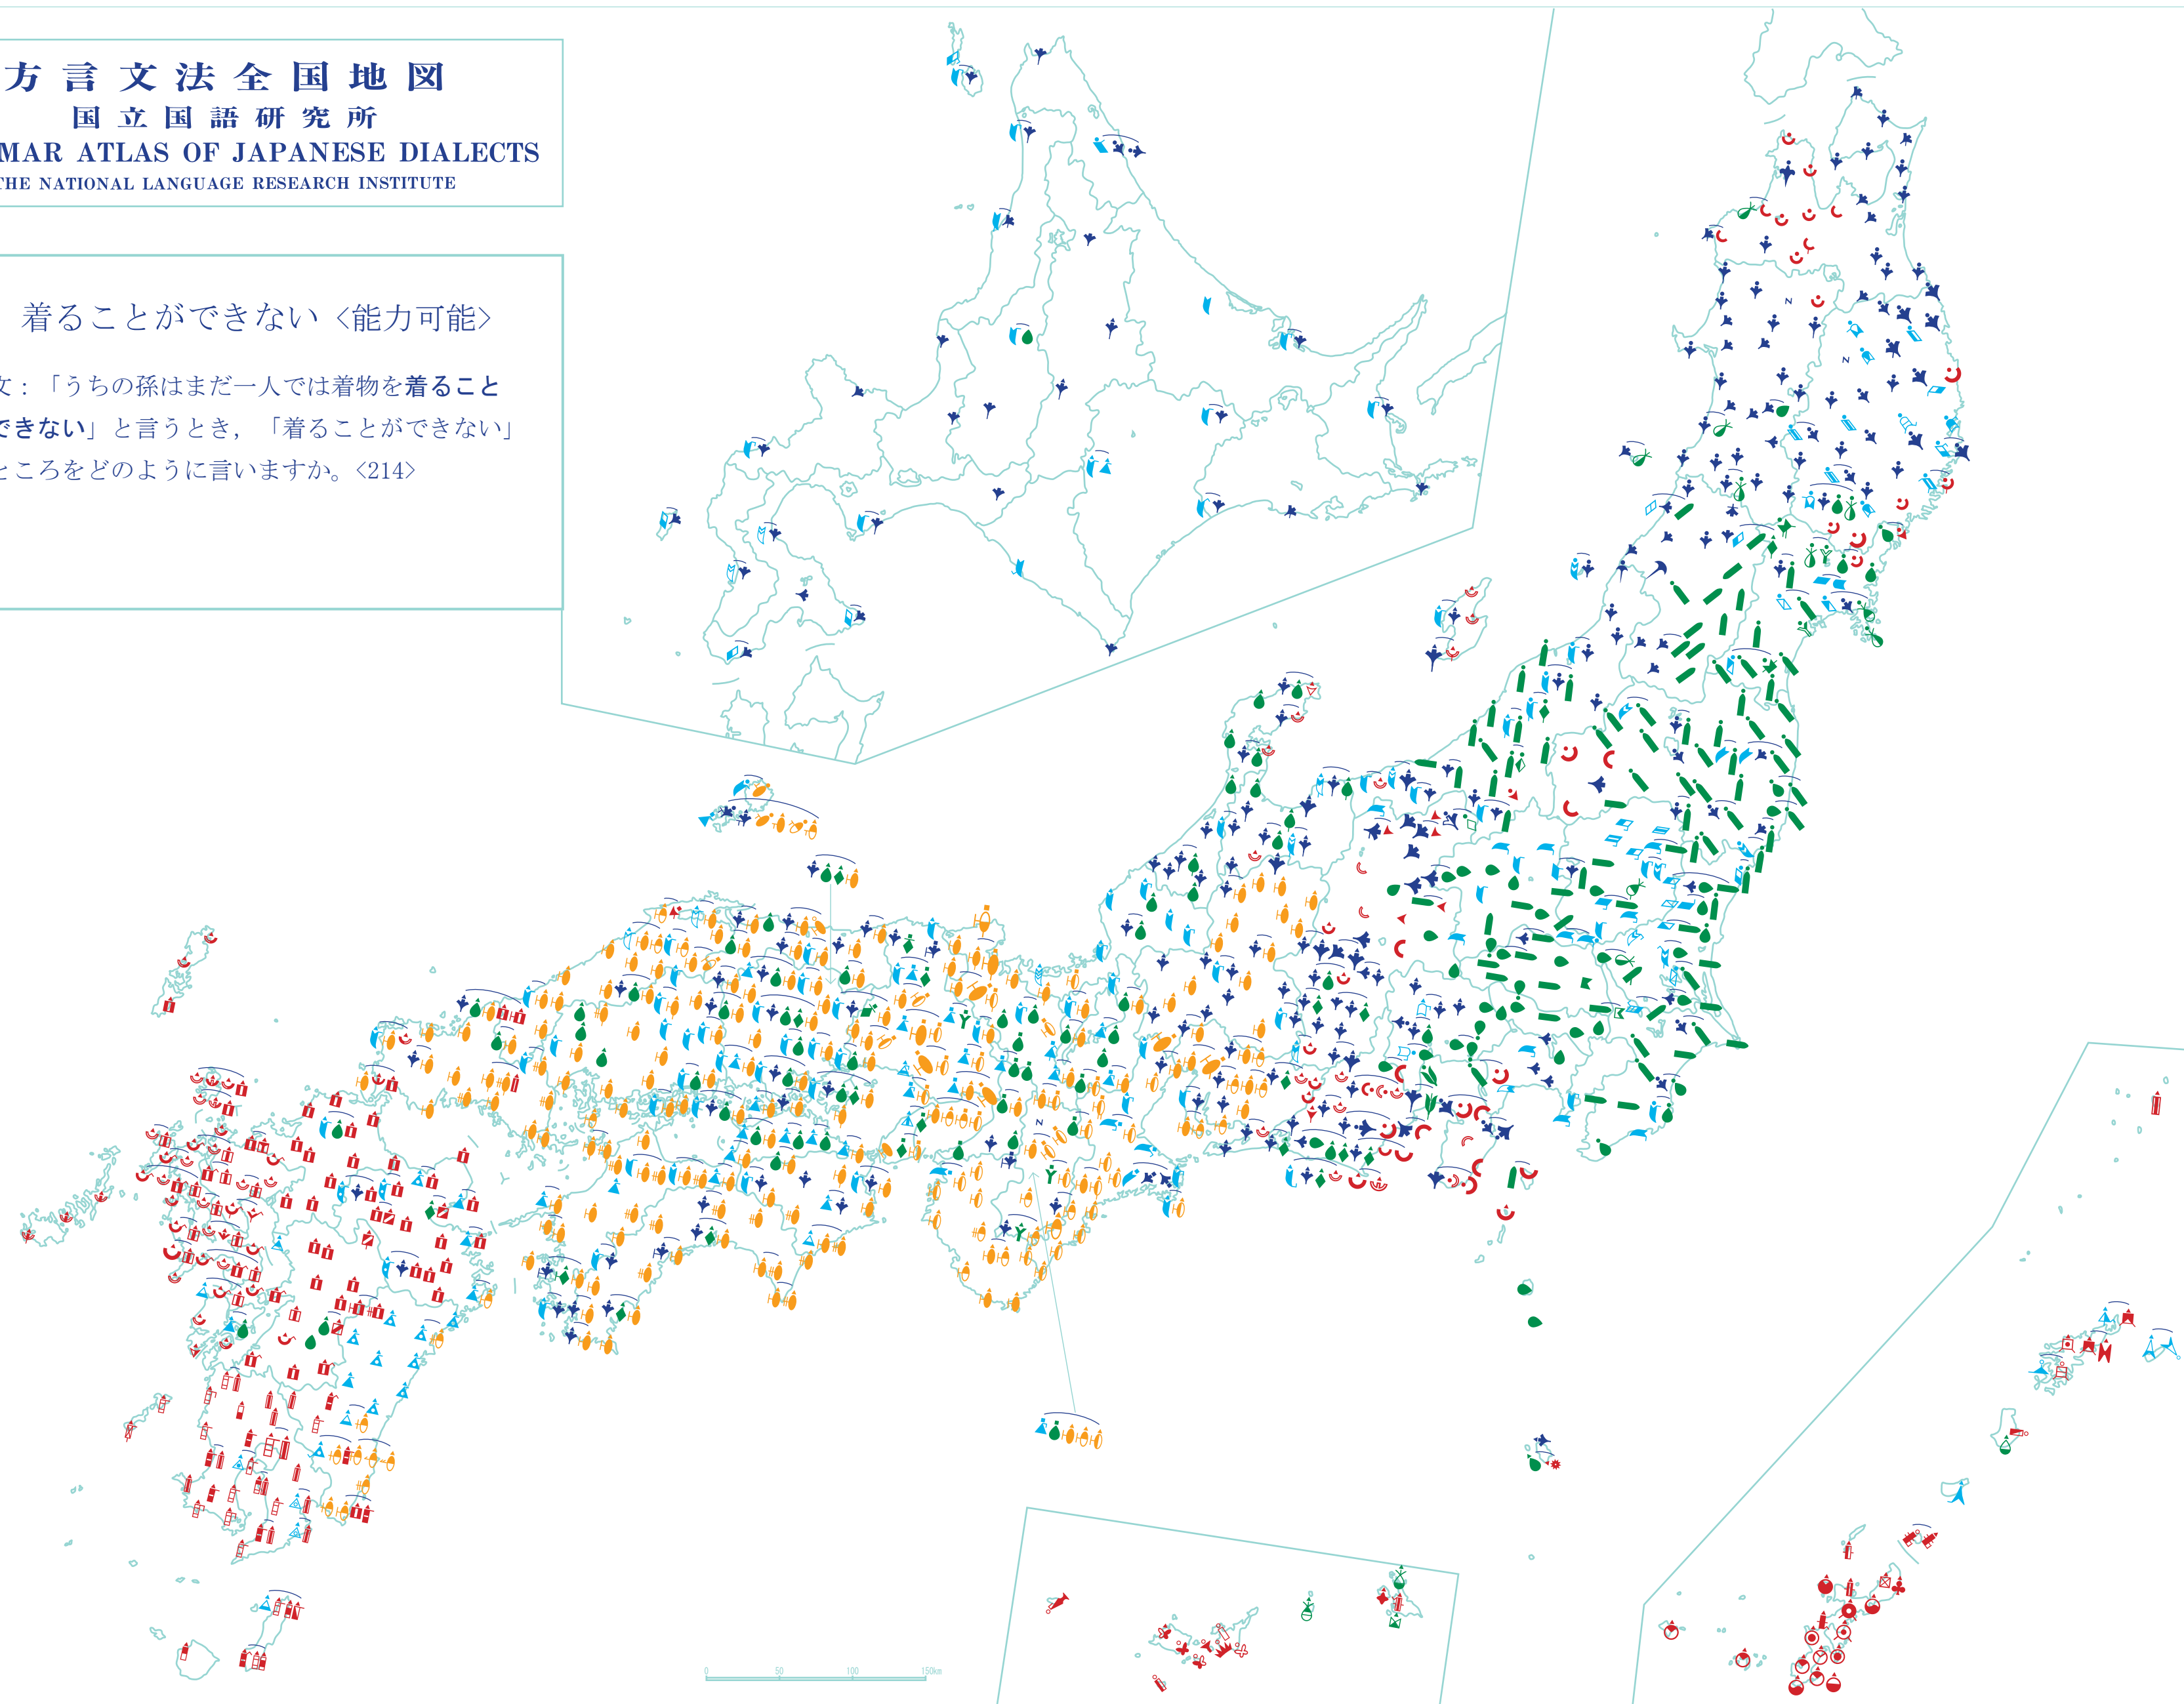 方言文法全国地図
国立国語研究所
MAR ATLAS OF JAPANESE DIALECTS
THE NATIONAL LANGUAGE RESEARCH INSTITUTE
着ることができない〈能力可能〉
文：「うちの孫はまだ一人では着物を着ること
できない」と言うとき，「着ることができない」
ところをどのように言いますか。〈214〉
N
N
N
0 50 100 150km